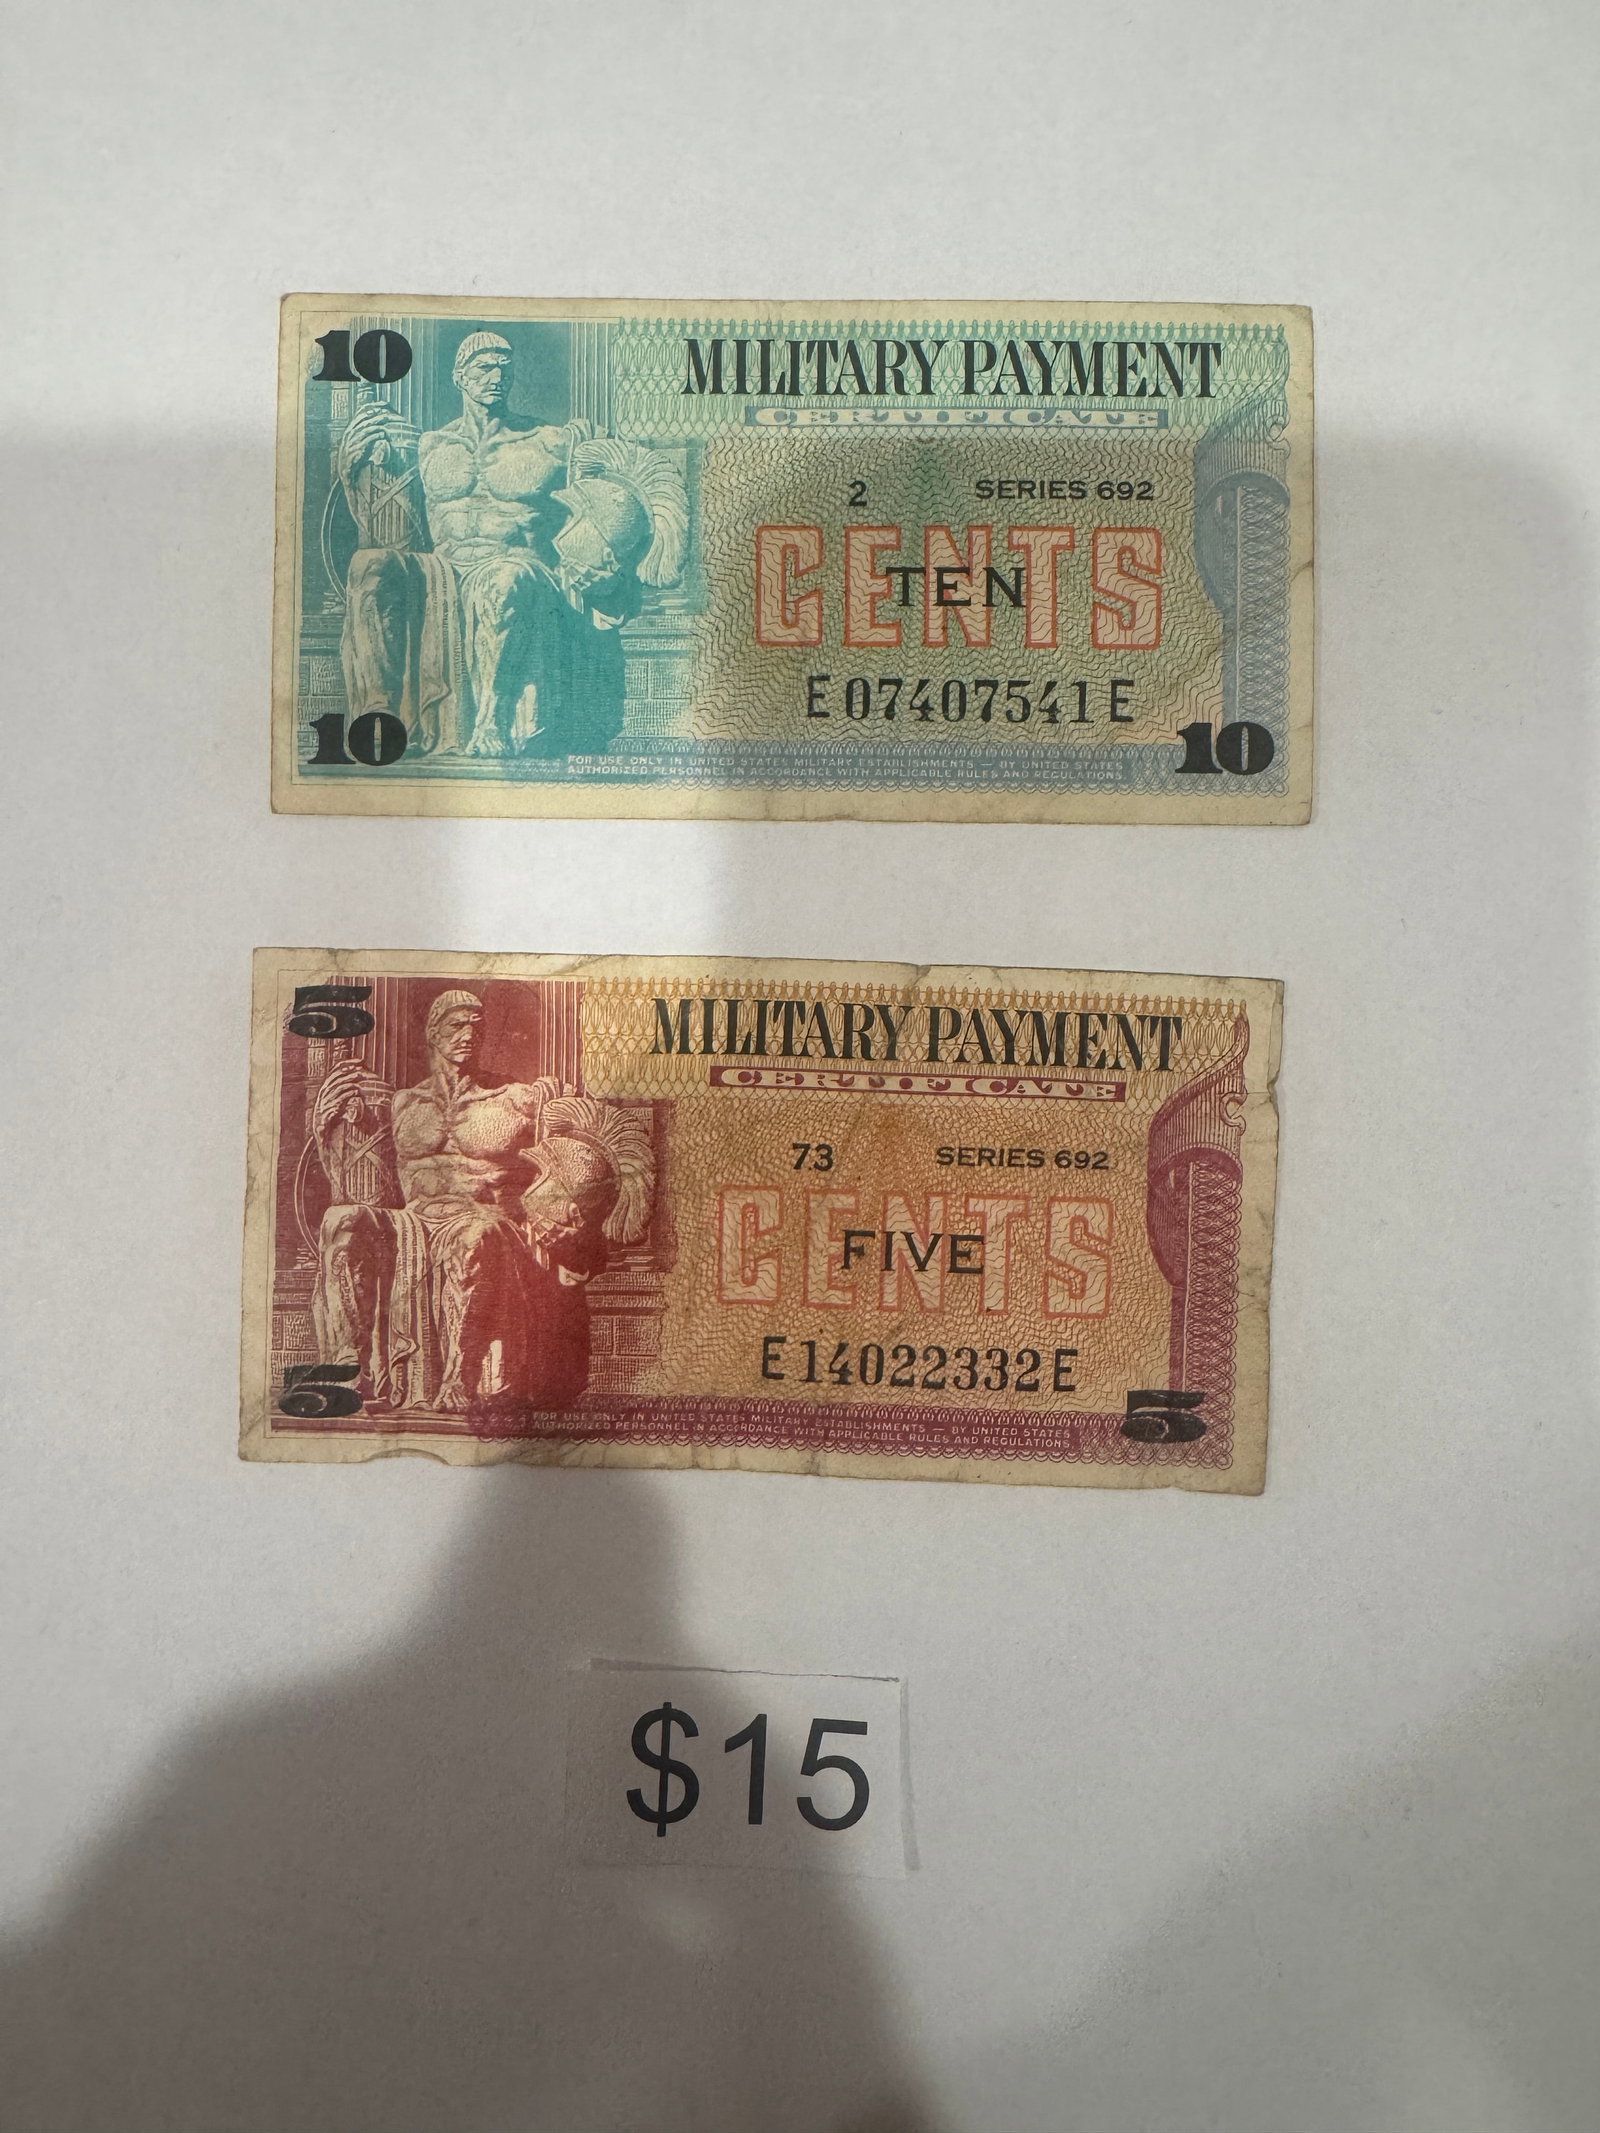 10
MILITARY PAYMENT
CERTIFICATE
2 SERIES 692
CENTS
TEN
E07407541E
10
10
FOR USE ONLY IN UNITED STATES MILITARY ESTABLISHMENTS — BY UNITED STATES
AUTHORIZED PERSONNEL IN ACCORDANCE WITH APPLICABLE RULES AND REGULATIONS.
5
MILITARY PAYMENT
CERTIFICATE
73 SERIES 692
CENTS
FIVE
E14022332E
5
5
FOR USE ONLY IN UNITED STATES MILITARY ESTABLISHMENTS — BY UNITED STATES
AUTHORIZED PERSONNEL IN ACCORDANCE WITH APPLICABLE RULES AND REGULATIONS.
$15